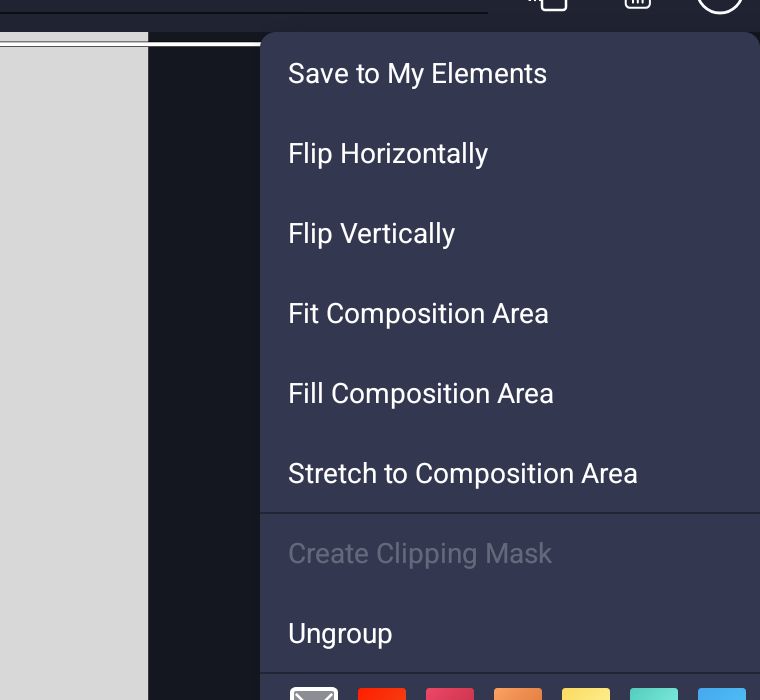 Save to My Elements
Flip Horizontally
Flip Vertically
Fit Composition Area
Fill Composition Area
Stretch to Composition Area
Create Clipping Mask
Ungroup